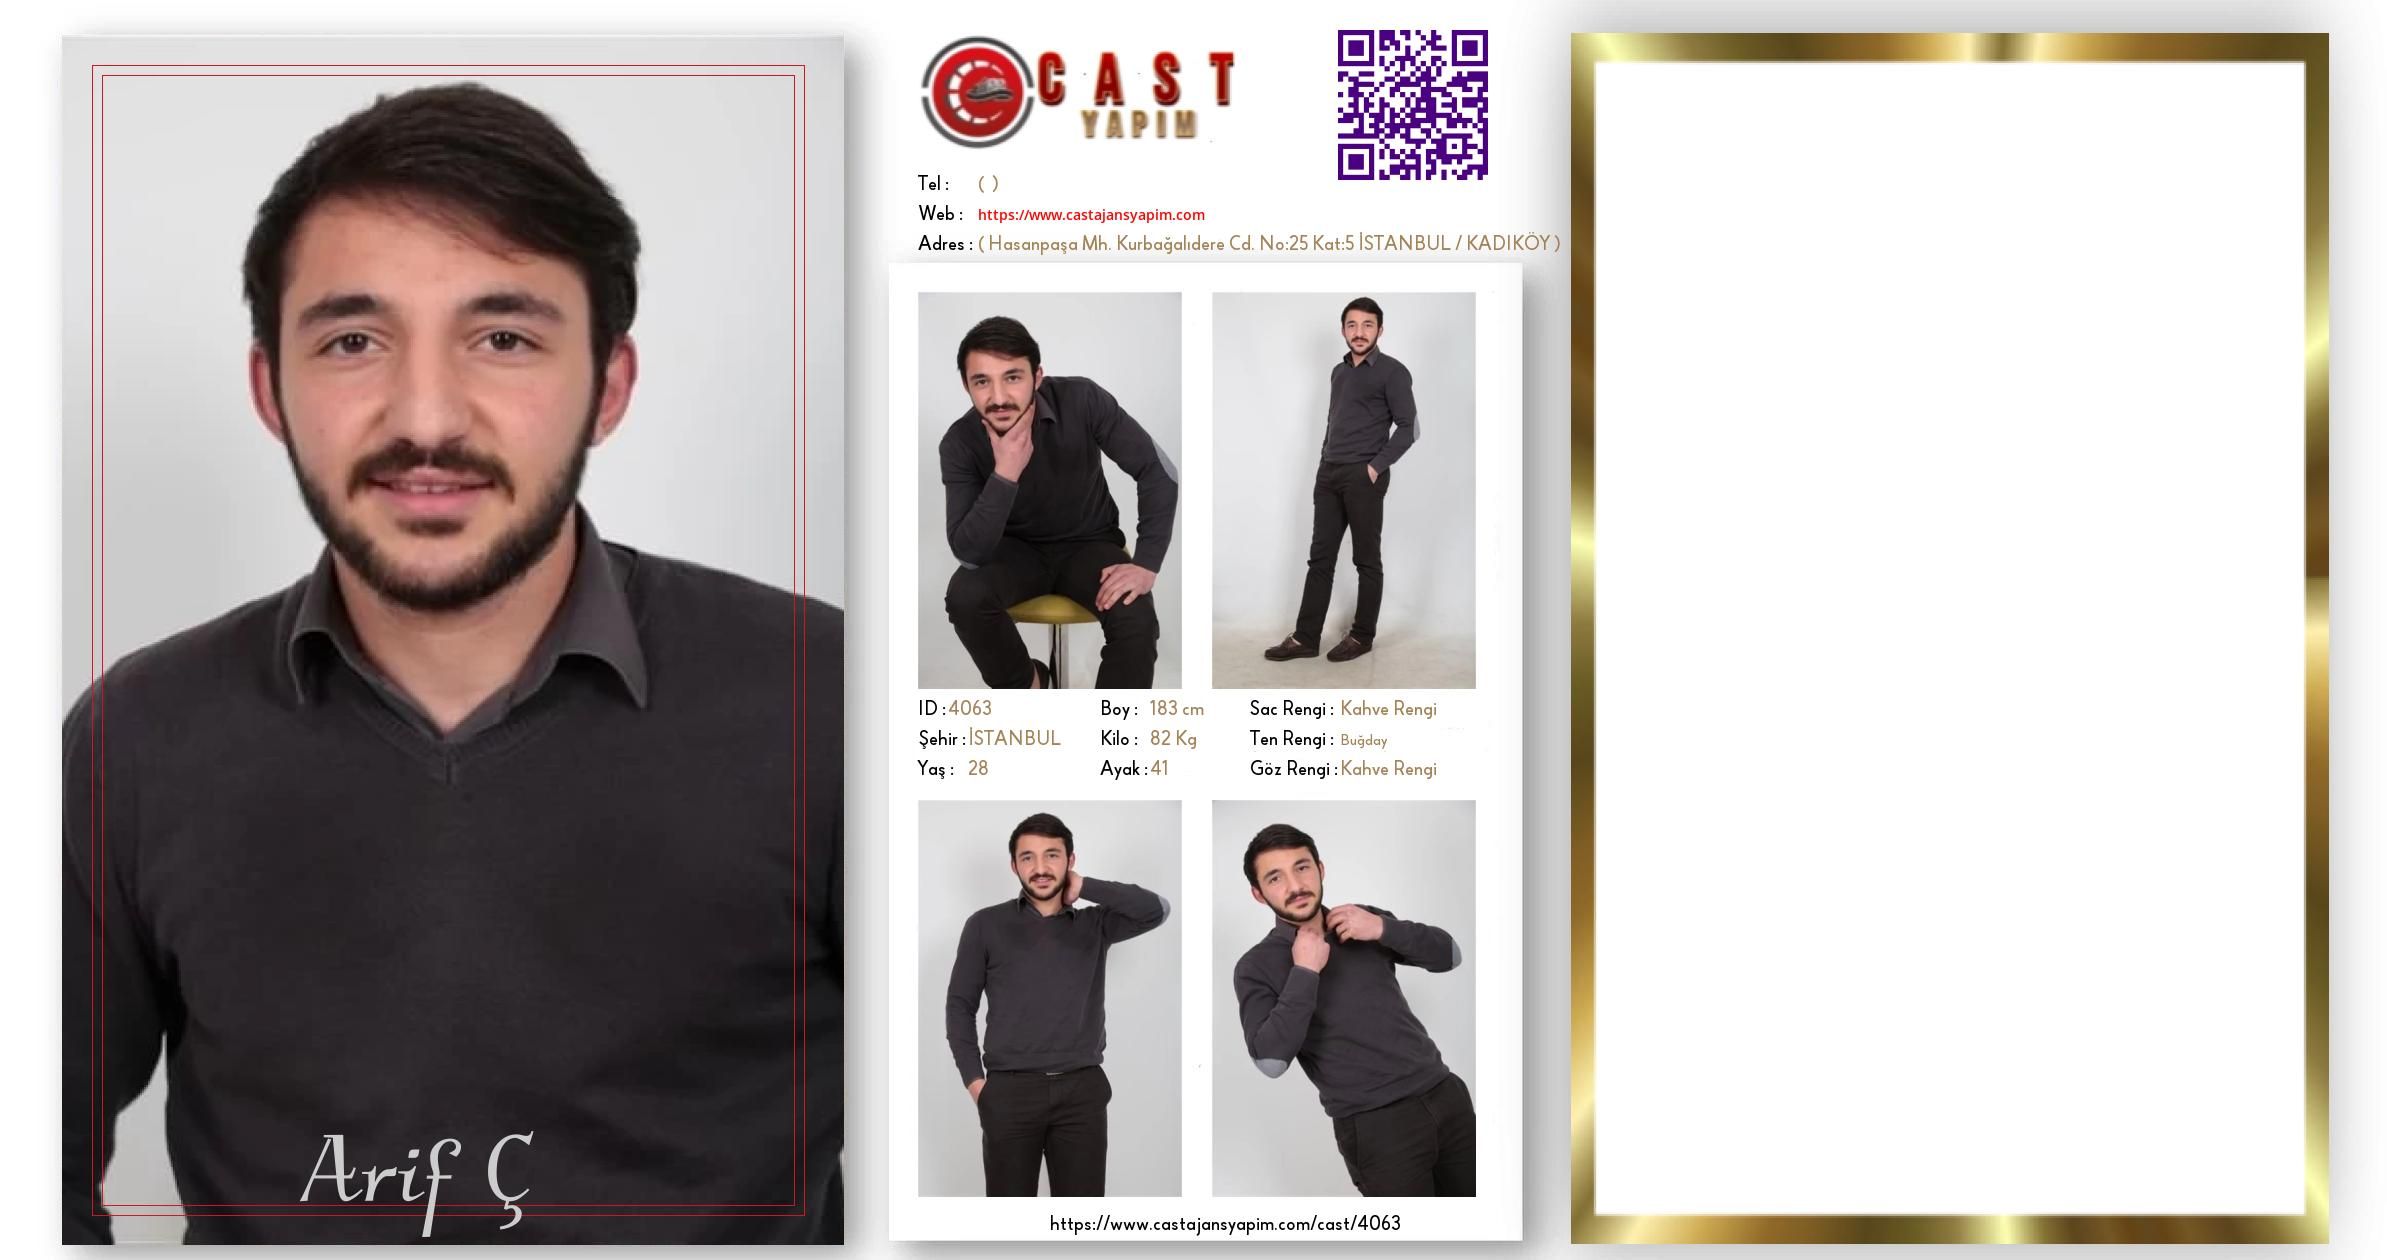 Arif Ç
CAST
YAPIM
Tel : ( )
Web : https://www.castajansyapim.com
Adres : ( Hasanpaşa Mh. Kurbağalıdere Cd. No:25 Kat:5 İSTANBUL / KADIKÖY )
ID : 4063 Boy : 183 cm Sac Rengi : Kahve Rengi
Şehir : İSTANBUL Kilo : 82 Kg Ten Rengi : Buğday
Yaş : 28 Ayak : 41 Göz Rengi : Kahve Rengi
https://www.castajansyapim.com/cast/4063